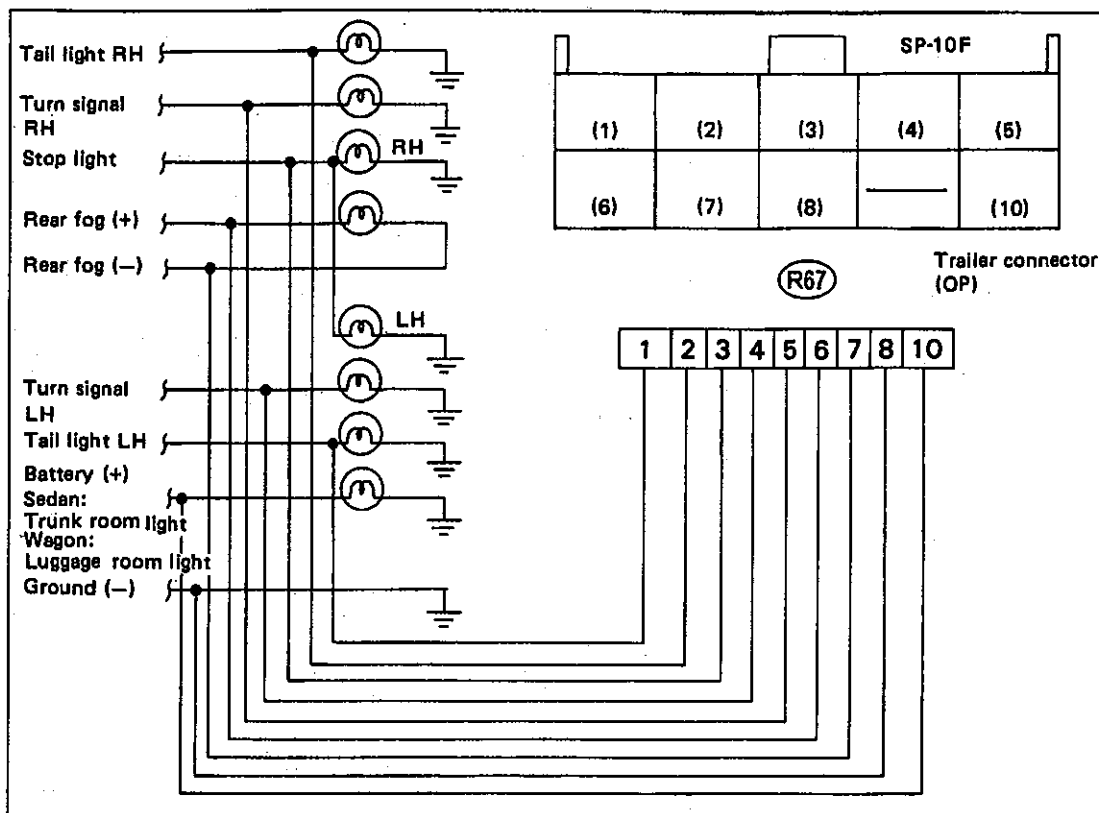 Tail light RH
Turn signal
RH
Stop light
RH
Rear fog (+)
Rear fog (—)
LH
Turn signal
LH
Tail light LH
Battery (+)
Sedan:
Trunk room light
Wagon:
Luggage room light
Ground (—)
SP-10F
(1) (2) (3) (4) (5)
(6) (7) (8) (10)
R67
Trailer connector
(OP)
1 2 3 4 5 6 7 8 10